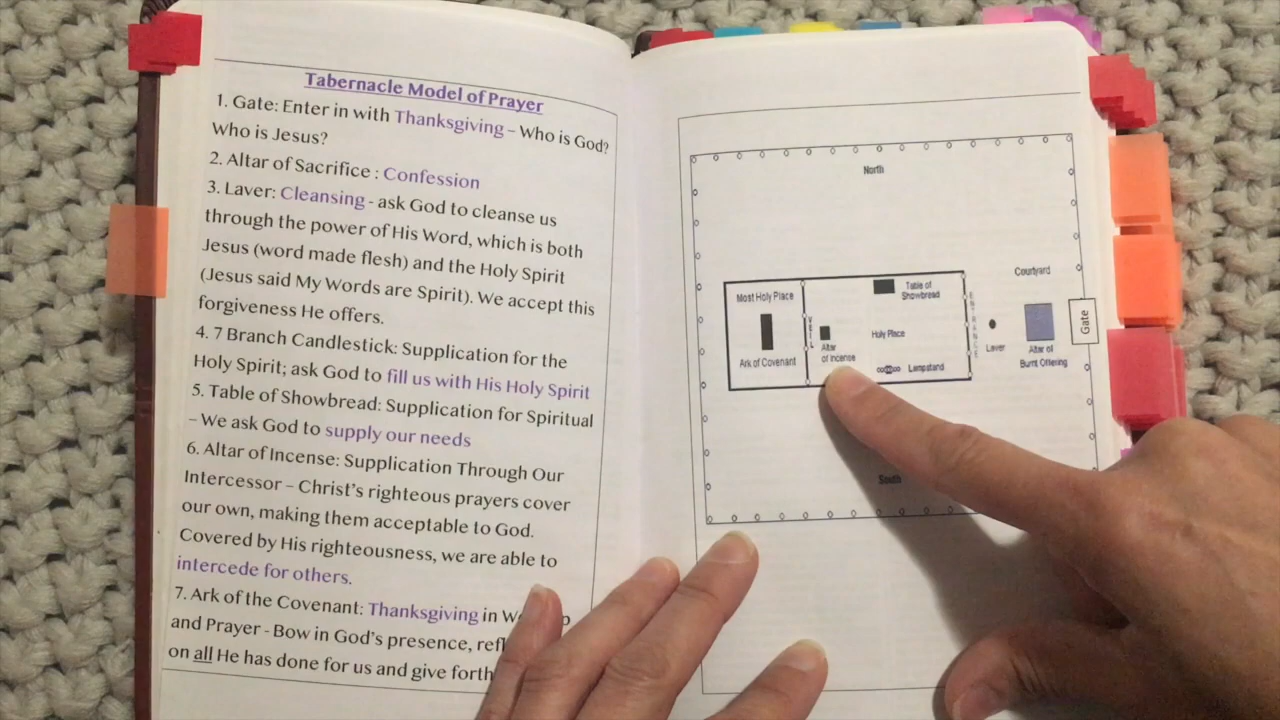 Tabernacle Model of Prayer
1. Gate: Enter in with Thanksgiving – Who is God?
Who is Jesus?
2. Altar of Sacrifice : Confession
3. Laver: Cleansing - ask God to cleanse us
through the power of His Word, which is both
Jesus (word made flesh) and the Holy Spirit
(Jesus said My Words are Spirit). We accept this
forgiveness He offers.
4. 7 Branch Candlestick: Supplication for the
Holy Spirit; ask God to fill us with His Holy Spirit
5. Table of Showbread: Supplication for Spiritual
– We ask God to supply our needs
6. Altar of Incense: Supplication Through Our
Intercessor – Christ's righteous prayers cover
our own, making them acceptable to God.
Covered by His righteousness, we are able to
intercede for others.
7. Ark of the Covenant: Thanksgiving in
and Prayer - Bow in God's presence,
on all He has done for us and give forth
North
Courtyard
Most Holy Place
Table of
Showbread
VEIL
ENTRANCE
Gate
Holy Place
Altar
of Incense
Laver
Altar of
Burnt Offering
Ark of Covenant
Lampstand
South